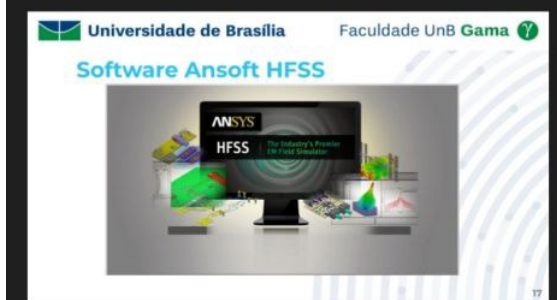 Universidade de Brasília
Faculdade UnB Gama
Software Ansoft HFSS
ANSYS
HFSS
The Industry's Premier
EM Field Simulator
17